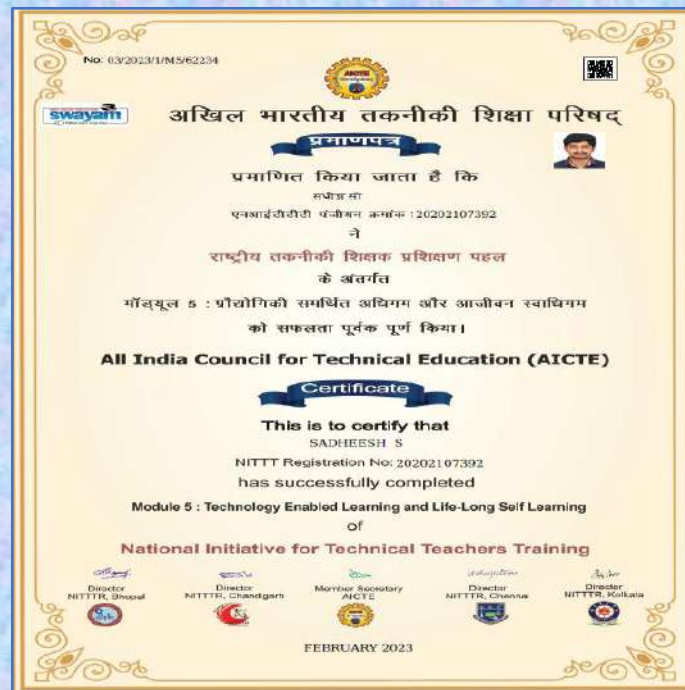 No: 03/2023/1/M5/62234
AICTE
swayam
अखिल भारतीय तकनीकी शिक्षा परिषद्
प्रमाणपत्र
प्रमाणित किया जाता है कि
एनआईटीटीटी पंजीयन क्रमांक : 20202107392
ने
राष्ट्रीय तकनीकी शिक्षक प्रशिक्षण पहल
के अंतर्गत
मॉड्यूल 5 : प्रौद्योगिकी समर्थित अधिगम और आजीवन स्वाधिगम
को सफलता पूर्वक पूर्ण किया।
All India Council for Technical Education (AICTE)
Certificate
This is to certify that
SADHEESH S
NITTT Registration No: 20202107392
has successfully completed
Module 5 : Technology Enabled Learning and Life-Long Self Learning
of
National Initiative for Technical Teachers Training
Director Director Member Secretary Director Director
NITTTR, Bhopal NITTTR, Chandigarh AICTE NITTTR, Chennai NITTTR, Kolkata
FEBRUARY 2023